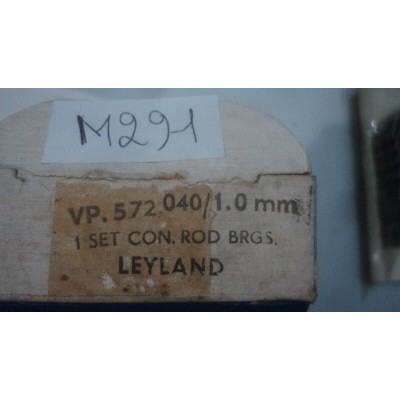 M291
VP. 572 040/1.0 mm
1 SET CON. ROD BRGS.
LEYLAND